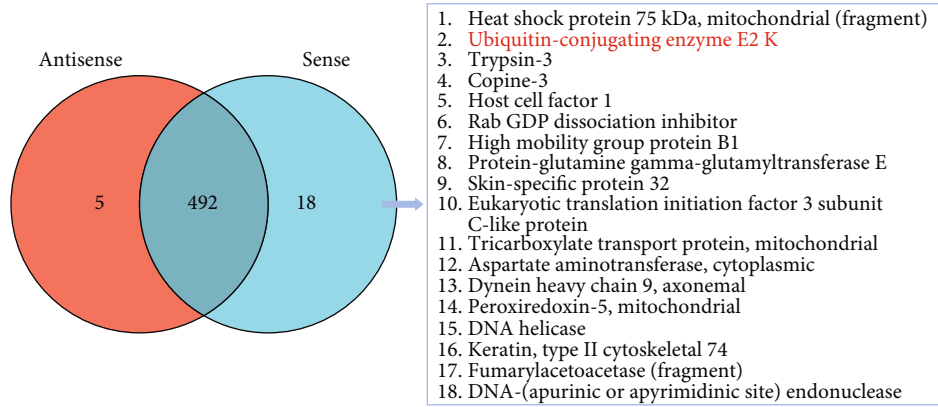 Antisense
Sense
5
492
18
1. Heat shock protein 75 kDa, mitochondrial (fragment)
2. Ubiquitin-conjugating enzyme E2 K
3. Trypsin-3
4. Copine-3
5. Host cell factor 1
6. Rab GDP dissociation inhibitor
7. High mobility group protein B1
8. Protein-glutamine gamma-glutamyltransferase E
9. Skin-specific protein 32
10. Eukaryotic translation initiation factor 3 subunit
C-like protein
11. Tricarboxylate transport protein, mitochondrial
12. Aspartate aminotransferase, cytoplasmic
13. Dynein heavy chain 9, axonemal
14. Peroxiredoxin-5, mitochondrial
15. DNA helicase
16. Keratin, type II cytoskeletal 74
17. Fumarylacetoacetase (fragment)
18. DNA-(apurinic or apyrimidinic site) endonuclease